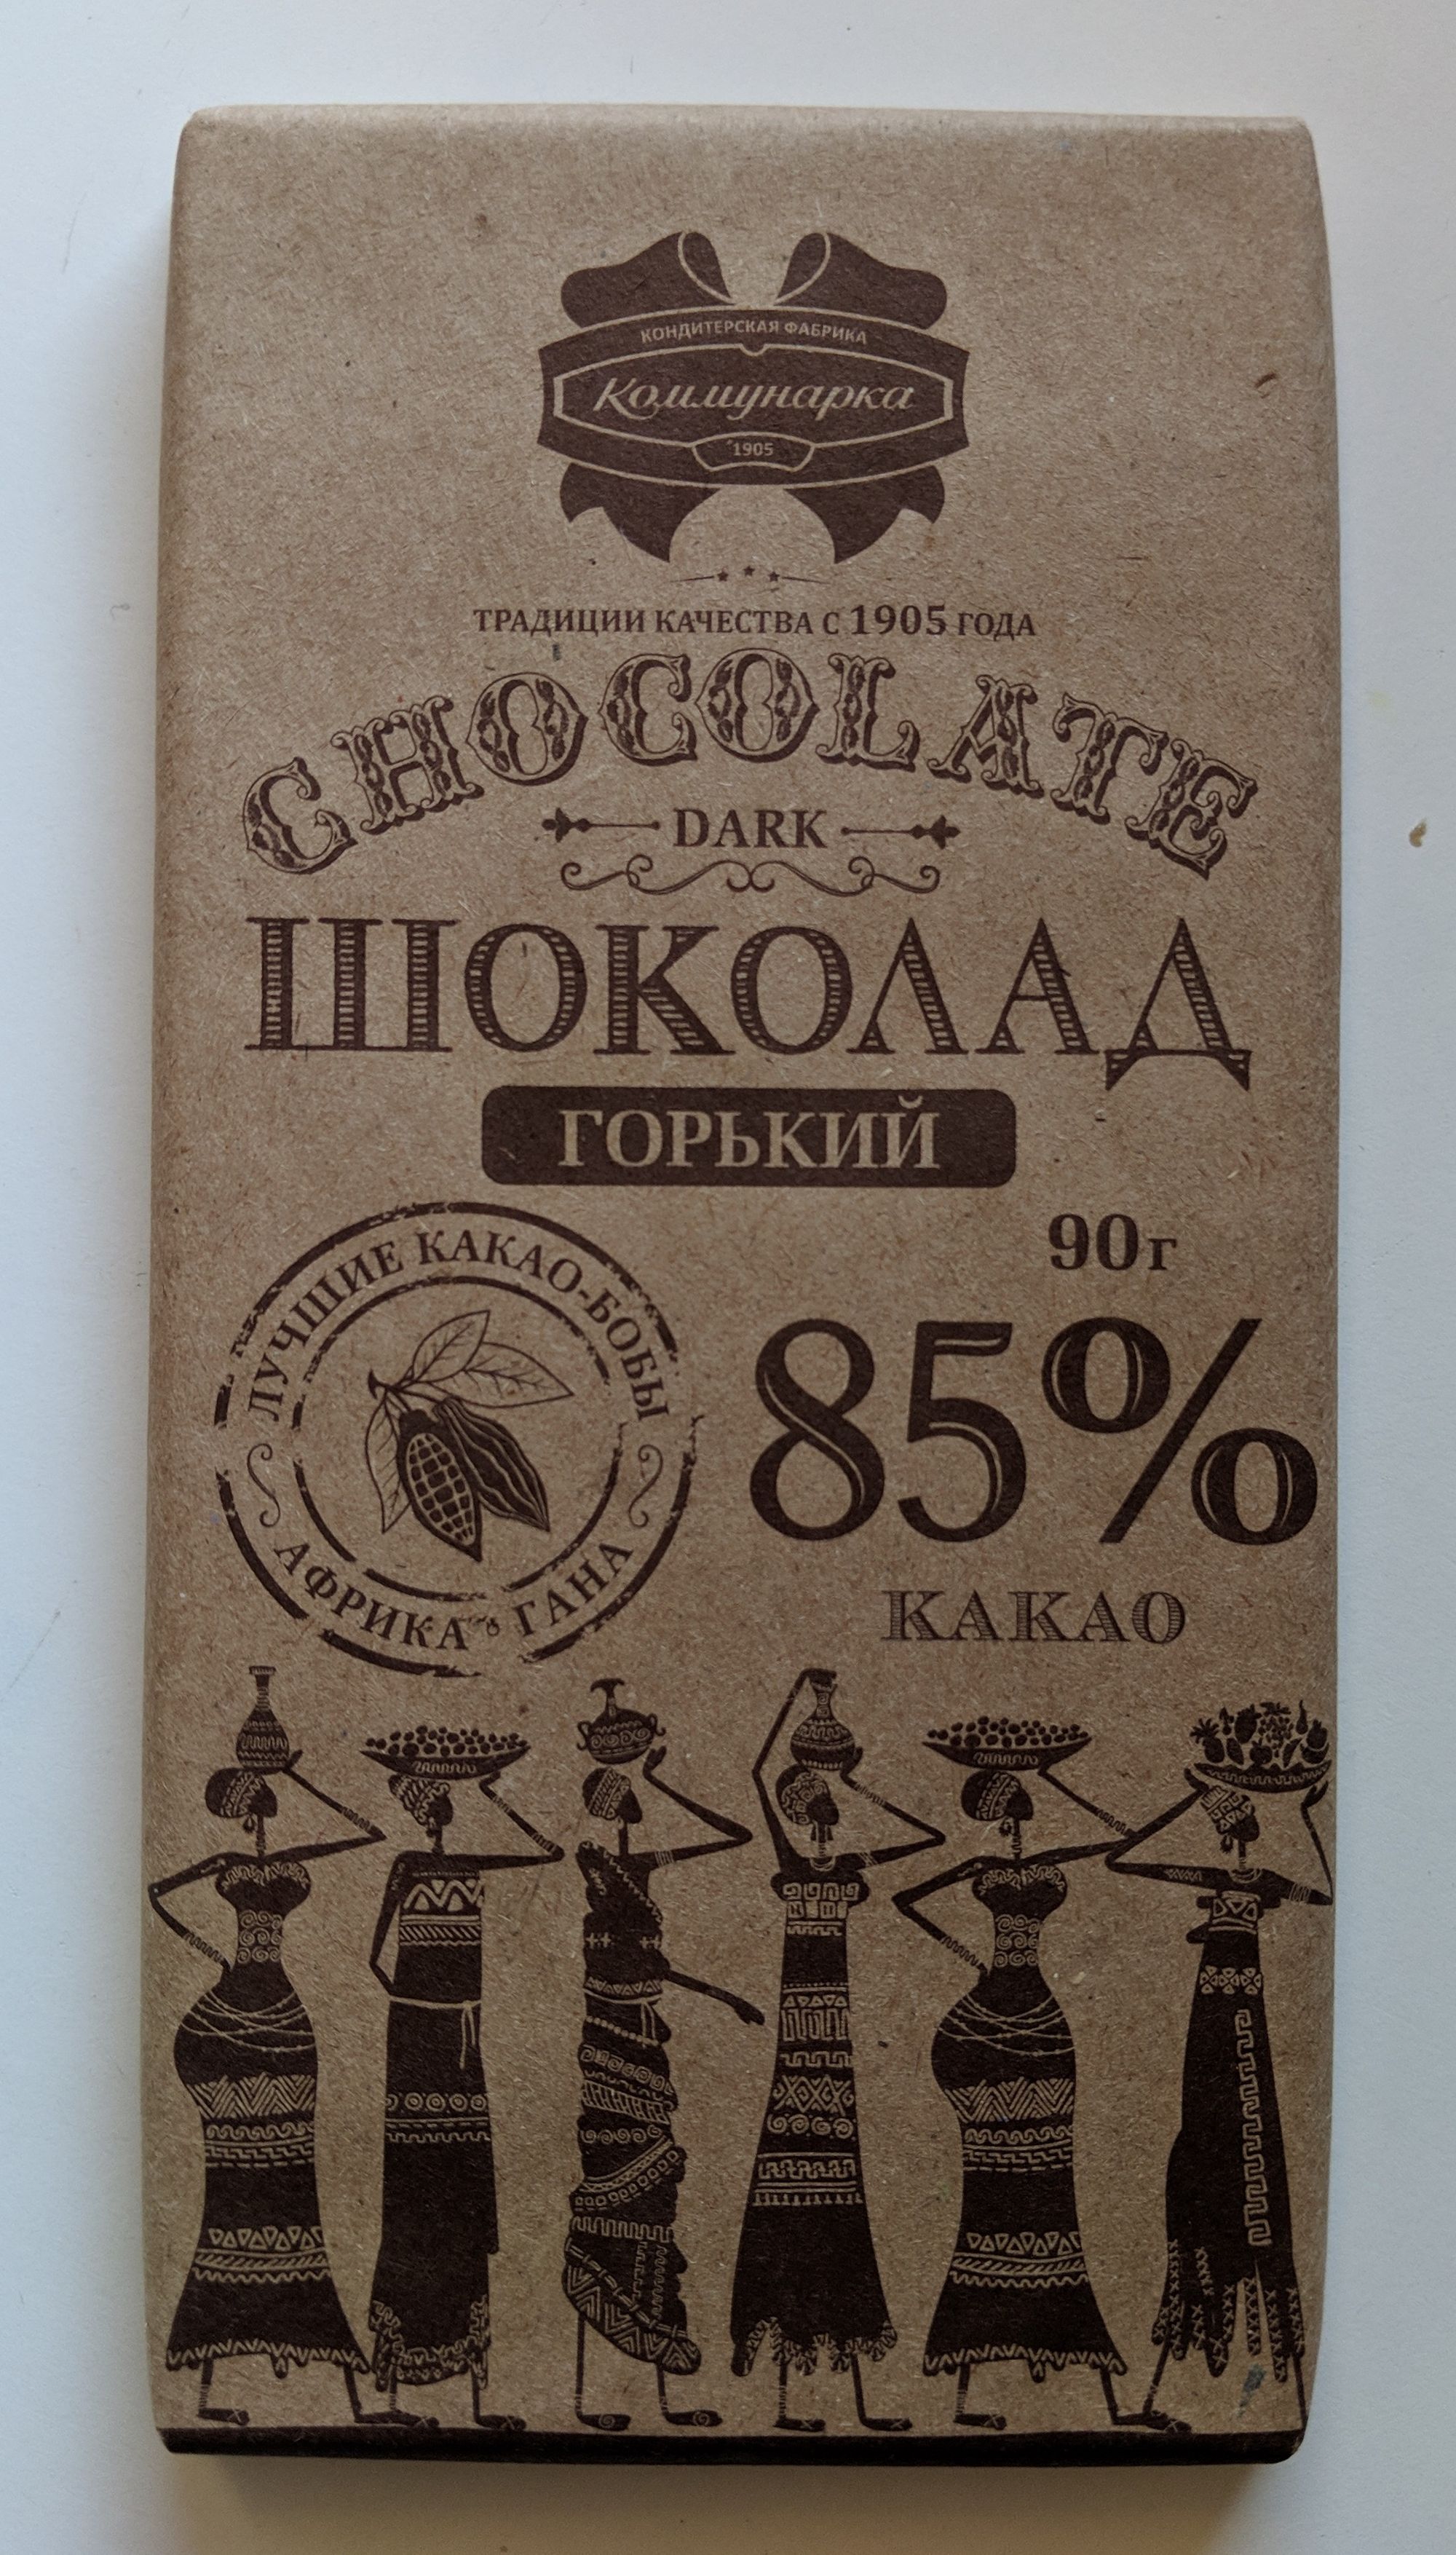 КОНДИТЕРСКАЯ ФАБРИКА
Коммунарка
1905
ТРАДИЦИИ КАЧЕСТВА С 1905 ГОДА
CHOCOLATE
DARK
ШОКОЛАД
ГОРЬКИЙ
90г
85%
КАКАО
ЛУЧШИЕ КАКАО-БОБЫ
АФРИКА ГАНА